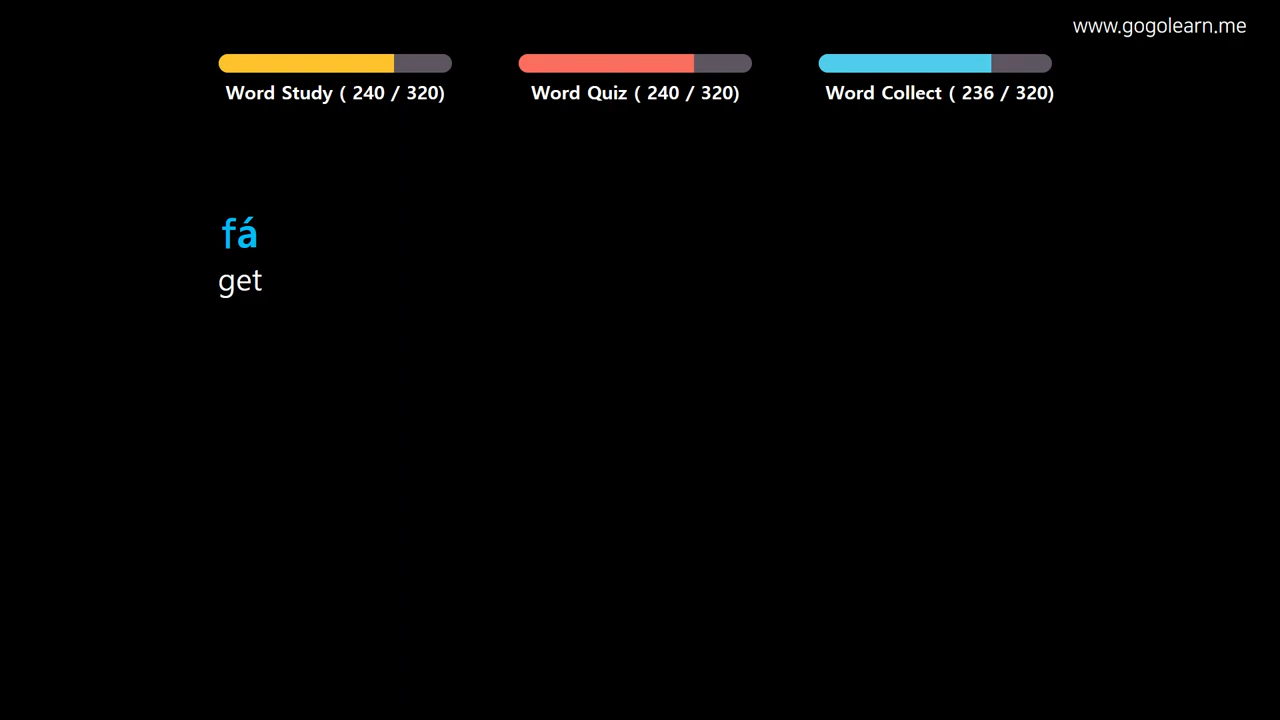 www.gogolearn.me
Word Study ( 240 / 320)
Word Quiz ( 240 / 320)
Word Collect ( 236 / 320)
fá
get